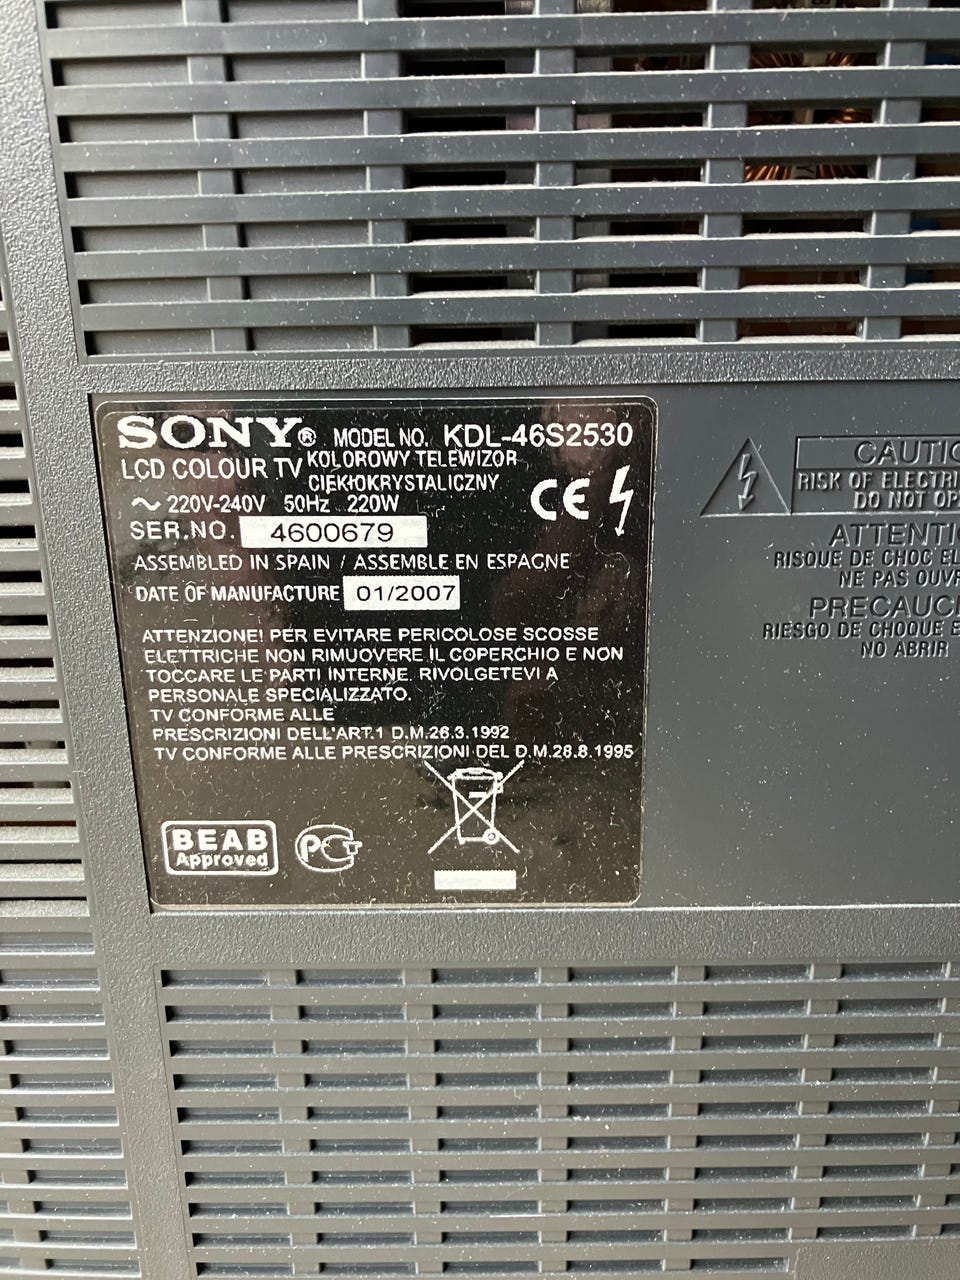 SONY® MODEL NO. KDL-46S2530
LCD COLOUR TV KOLOROWY TELEWIZOR
CIEKŁOKRYSTALICZNY
~ 220V-240V 50Hz 220W
CE
SER.NO. 4600679
ASSEMBLED IN SPAIN / ASSEMBLE EN ESPAGNE
DATE OF MANUFACTURE 01/2007
ATTENZIONE! PER EVITARE PERICOLOSE SCOSSE
ELETTRICHE NON RIMUOVERE IL COPERCHIO E NON
TOCCARE LE PARTI INTERNE. RIVOLGETEVI A
PERSONALE SPECIALIZZATO.
TV CONFORME ALLE
PRESCRIZIONI DELL'ART.1 D.M.26.3.1992
TV CONFORME ALLE PRESCRIZIONI DEL D.M.28.8.1995
BEAB
Approved
PCT
CAUTIO
RISK OF ELECTRI
DO NOT OP
ATTENTIO
RISQUE DE CHOC EL
NE PAS OUVR
PRECAUCI
RIESGO DE CHOQUE E
NO ABRIR